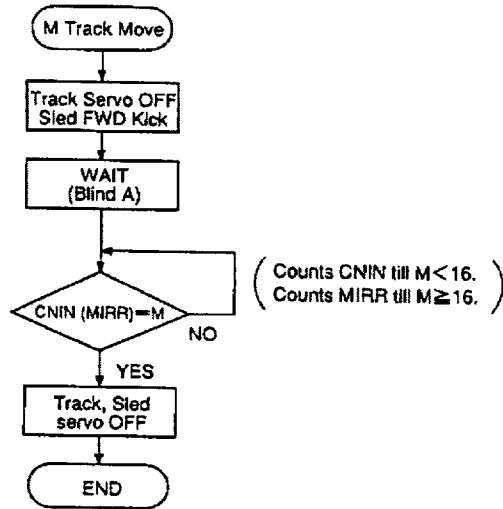 M Track Move
Track Servo OFF
Sled FWD Kick
WAIT
(Blind A)
CNIN (MIRR)=M
NO
Counts CNIN till M<16.
Counts MIRR till M≧16.
YES
Track, Sled
servo OFF
END